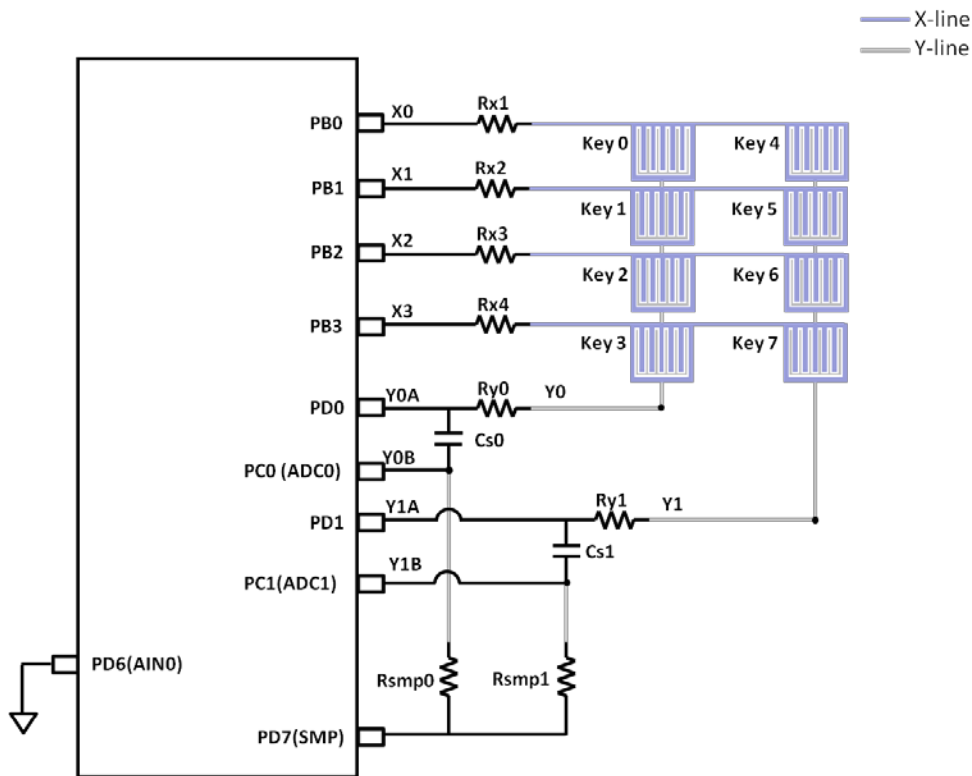 X-line
Y-line
PB0 X0 Rx1
Key 0 Key 4
PB1 X1 Rx2
Key 1 Key 5
PB2 X2 Rx3
Key 2 Key 6
PB3 X3 Rx4
Key 3 Key 7
PD0 Y0A Ry0 Y0
Cs0
PC0 (ADC0) Y0B
PD1 Y1A Ry1 Y1
Cs1
PC1(ADC1) Y1B
PD6(AIN0)
Rsmp0 Rsmp1
PD7(SMP)